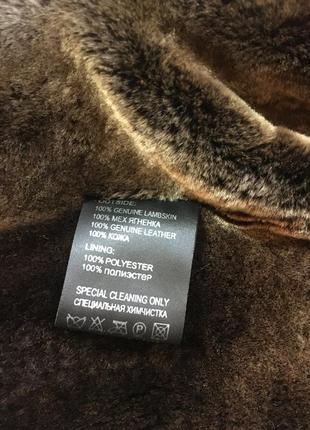 OUTSIDE:
100% GENUINE LAMBSKIN
100% МЕХ ЯГНЕНКА
100% GENUINE LEATHER
100% КОЖА
LINING:
100% POLYESTER
100% полиэстер
SPECIAL CLEANING ONLY
СПЕЦИАЛЬНАЯ ХИМЧИСТКА